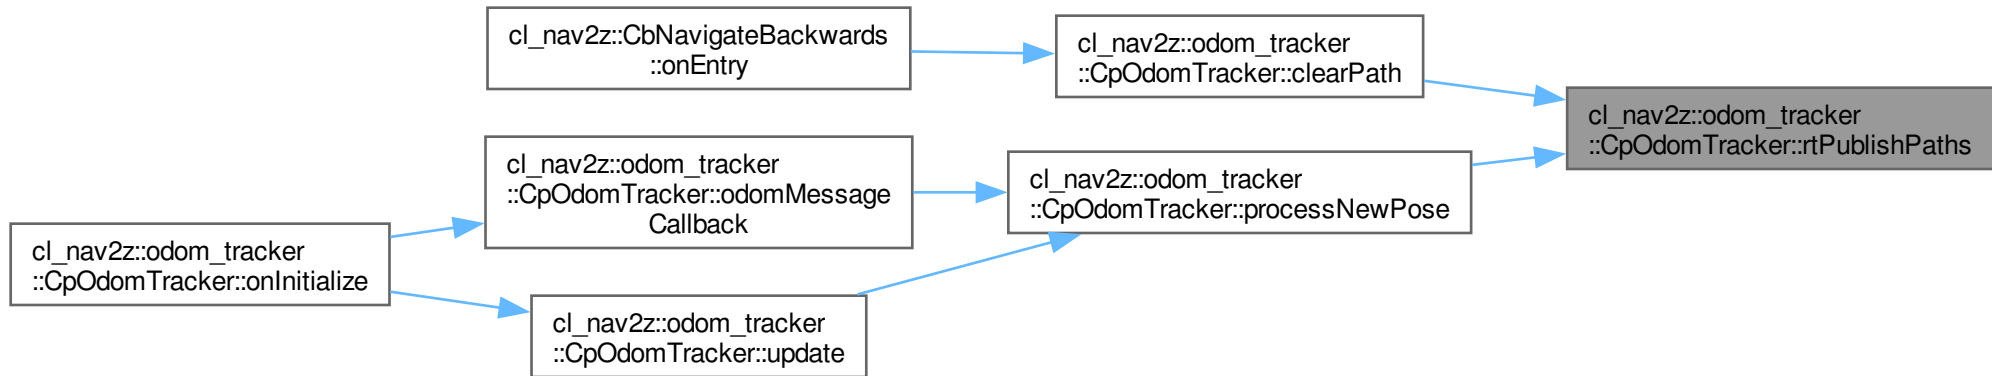 cl_nav2z::CbNavigateBackwards
::onEntry
cl_nav2z::odom_tracker
::CpOdomTracker::clearPath
cl_nav2z::odom_tracker
::CpOdomTracker::rtPublishPaths
cl_nav2z::odom_tracker
::CpOdomTracker::odomMessage
Callback
cl_nav2z::odom_tracker
::CpOdomTracker::processNewPose
cl_nav2z::odom_tracker
::CpOdomTracker::onInitialize
cl_nav2z::odom_tracker
::CpOdomTracker::update